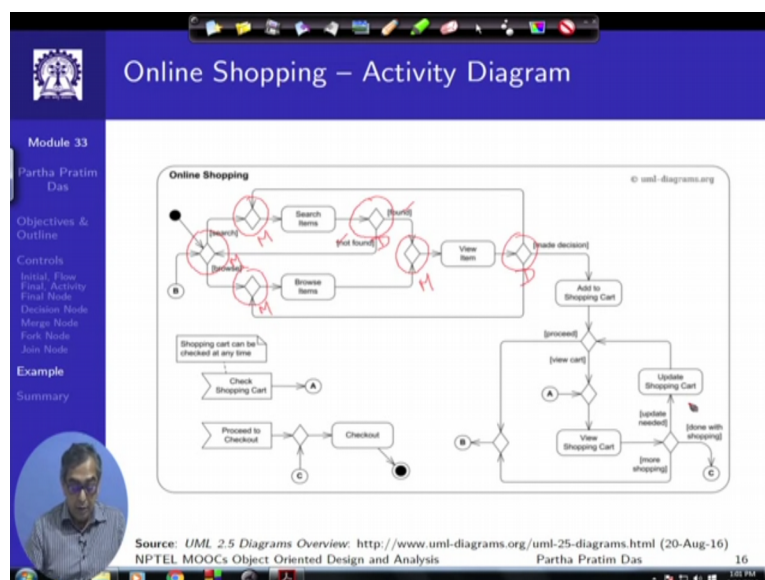 Online Shopping – Activity Diagram
Module 33
Partha Pratim
Das
Objectives &
Outline
Controls
Initial, Flow
Final, Activity
Final Node
Decision Node
Merge Node
Fork Node
Join Node
Example
Summary
Online Shopping
© uml-diagrams.org
[search]
Search
Items
[found]
[not found]
M
D
M
[browse]
B
M
Browse
Items
M
View
Item
D
[made decision]
Add to
Shopping Cart
[proceed]
[view cart]
Shopping cart can be
checked at any time
Check
Shopping Cart
A
A
Update
Shopping Cart
Proceed to
Checkout
Checkout
C
B
View
Shopping Cart
[update
needed]
[done with
shopping]
[more
shopping]
C
Source: UML 2.5 Diagrams Overview: http://www.uml-diagrams.org/uml-25-diagrams.html (20-Aug-16)
NPTEL MOOCs Object Oriented Design and Analysis Partha Pratim Das 16
1:01 PM